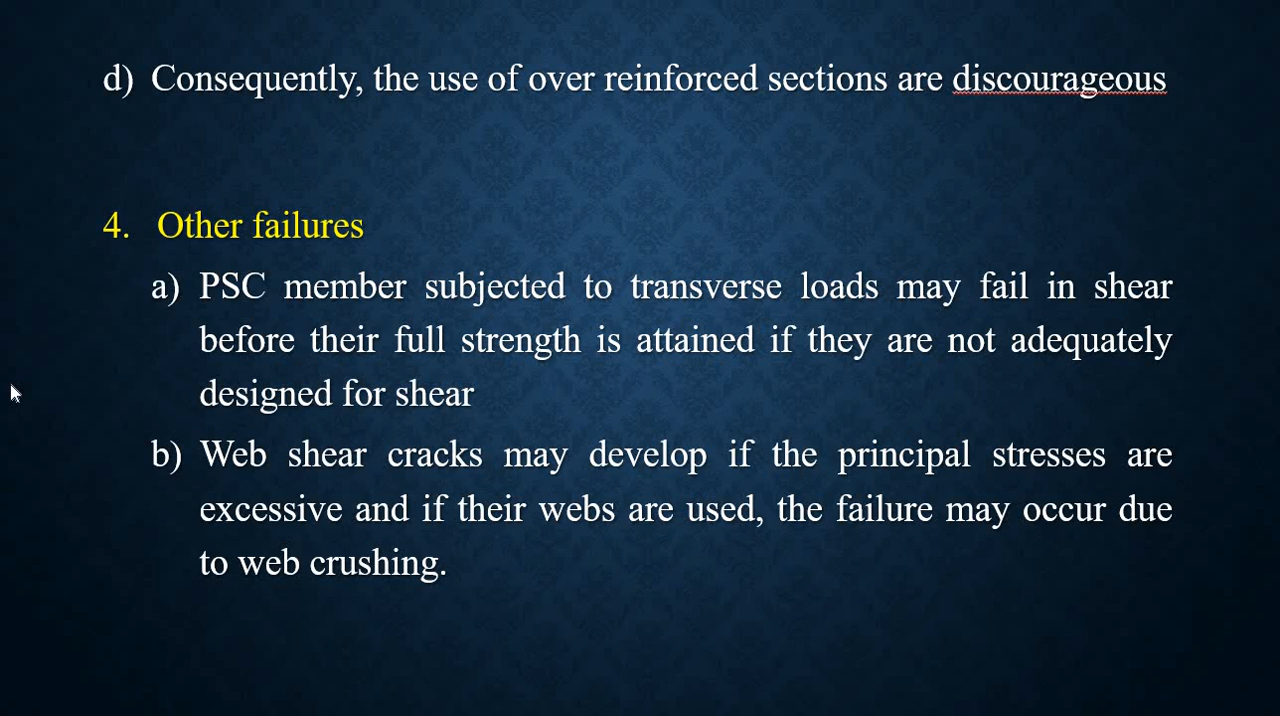 d) Consequently, the use of over reinforced sections are discourageous
4. Other failures
a) PSC member subjected to transverse loads may fail in shear
before their full strength is attained if they are not adequately
designed for shear
b) Web shear cracks may develop if the principal stresses are
excessive and if their webs are used, the failure may occur due
to web crushing.